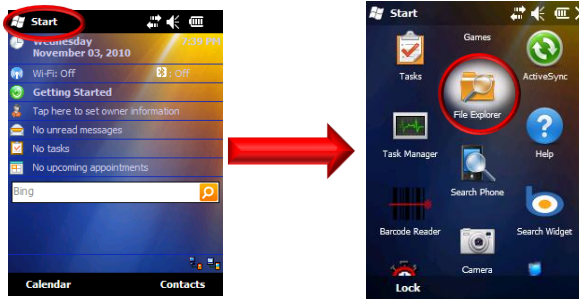 Start
Wednesday 7:39 PM
November 03, 2010
Wi-Fi: Off : Off
Getting Started
Tap here to set owner information
No unread messages
No tasks
No upcoming appointments
Bing
Calendar Contacts
Start
Games
Tasks ActiveSync
File Explorer
Task Manager Help
Search Phone
Barcode Reader Search Widget
Camera
Lock